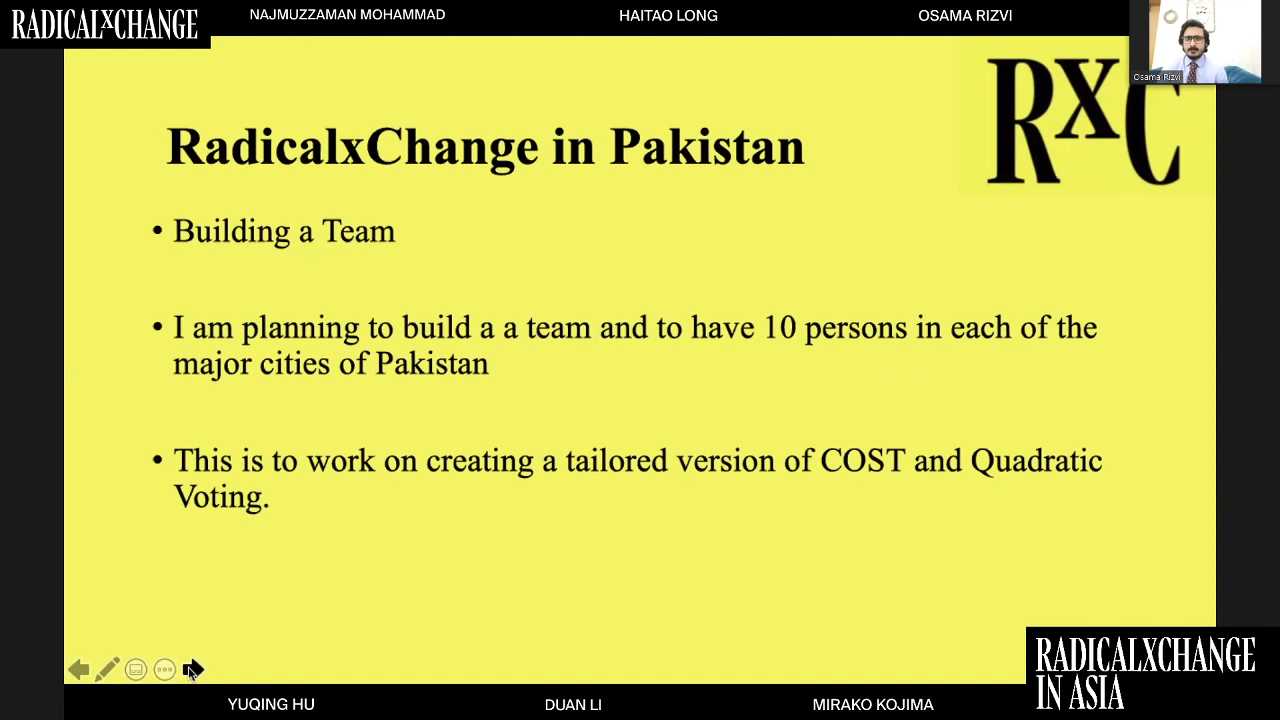 RADICALXCHANGE
NAJMUZZAMAN MOHAMMAD
HAITAO LONG
OSAMA RIZVI
Osama Rizvi
RXC
RadicalxChange in Pakistan
• Building a Team
• I am planning to build a a team and to have 10 persons in each of the
major cities of Pakistan
• This is to work on creating a tailored version of COST and Quadratic
Voting.
RADICALXCHANGE
IN ASIA
YUQING HU
DUAN LI
MIRAKO KOJIMA